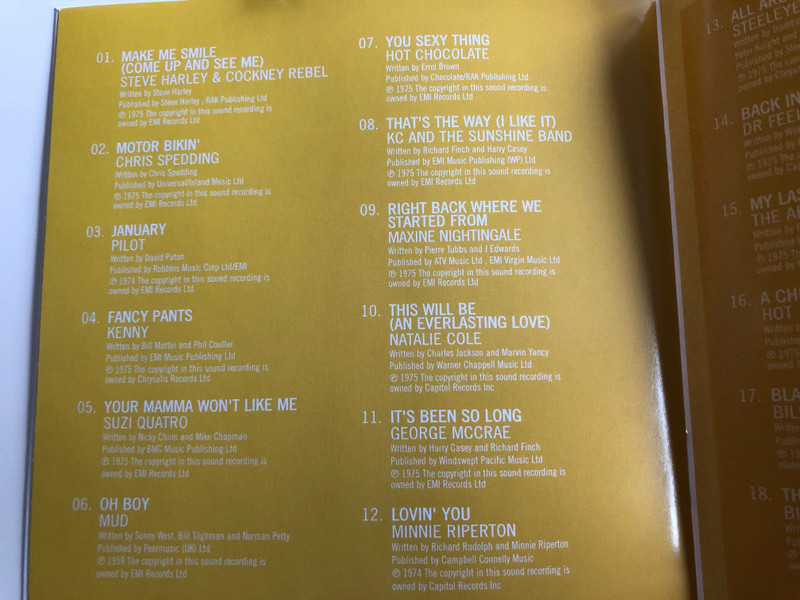 01. MAKE ME SMILE
(COME UP AND SEE ME)
STEVE HARLEY & COCKNEY REBEL
Written by Steve Harley
Published by Steve Harley, RAK Publishing Ltd
℗ 1975 The copyright in this sound recording is
owned by EMI Records Ltd
02. MOTOR BIKIN'
CHRIS SPEDDING
Written by Chris Spedding
Published by Universal/Island Music Ltd
℗ 1975 The copyright in this sound recording is
owned by EMI Records Ltd
03. JANUARY
PILOT
Written by David Paton
Published by Robbins Music Corp Ltd/EMI
℗ 1974 The copyright in this sound recording is
owned by EMI Records Ltd
04. FANCY PANTS
KENNY
Written by Bill Martin and Phil Coulter
Published by EMI Music Publishing Ltd
℗ 1975 The copyright in this sound recording is
owned by Chrysalis Records Ltd
05. YOUR MAMMA WON'T LIKE ME
SUZI QUATRO
Written by Nicky Chinn and Mike Chapman
Published by BMG Music Publishing Ltd
℗ 1975 The copyright in this sound recording is
owned by EMI Records Ltd
06. OH BOY
MUD
Written by Sonny West, Bill Tilghman and Norman Petty
Published by Peermusic (UK) Ltd
℗ 1959 The copyright in this sound recording is
owned by EMI Records Ltd
07. YOU SEXY THING
HOT CHOCOLATE
Written by Errol Brown
Published by Chocolate/RAK Publishing Ltd
℗ 1975 The copyright in this sound recording is
owned by EMI Records Ltd
08. THAT'S THE WAY (I LIKE IT)
KC AND THE SUNSHINE BAND
Written by Richard Finch and Harry Casey
Published by EMI Music Publishing (WP) Ltd
℗ 1975 The copyright in this sound recording is
owned by EMI Records Ltd
09. RIGHT BACK WHERE WE
STARTED FROM
MAXINE NIGHTINGALE
Written by Pierre Tubbs and J Edwards
Published by ATV Music Ltd, EMI Virgin Music Ltd
℗ 1975 The copyright in this sound recording is
owned by EMI Records Ltd
10. THIS WILL BE
(AN EVERLASTING LOVE)
NATALIE COLE
Written by Charles Jackson and Marvin Yancy
Published by Warner Chappell Music Ltd
℗ 1975 The copyright in this sound recording is
owned by Capitol Records Inc
11. IT'S BEEN SO LONG
GEORGE MCCRAE
Written by Harry Casey and Richard Finch
Published by Windswept Pacific Music Ltd
℗ 1975 The copyright in this sound recording is
owned by EMI Records Ltd
12. LOVIN' YOU
MINNIE RIPERTON
Written by Richard Rudolph and Minnie Riperton
Published by Campbell Connelly Music
℗ 1974 The copyright in this sound recording is
owned by Capitol Records Inc
13. ALL
STEELEYE
Written by
Peter
14. BACK IN
DR FEEL
15. MY LAS
THE
16. A CH
HOT
17. BLA
BIL
18. TH